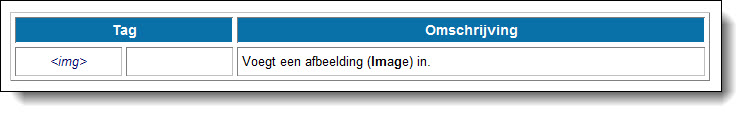 Tag Omschrijving
<img> Voegt een afbeelding (Image) in.